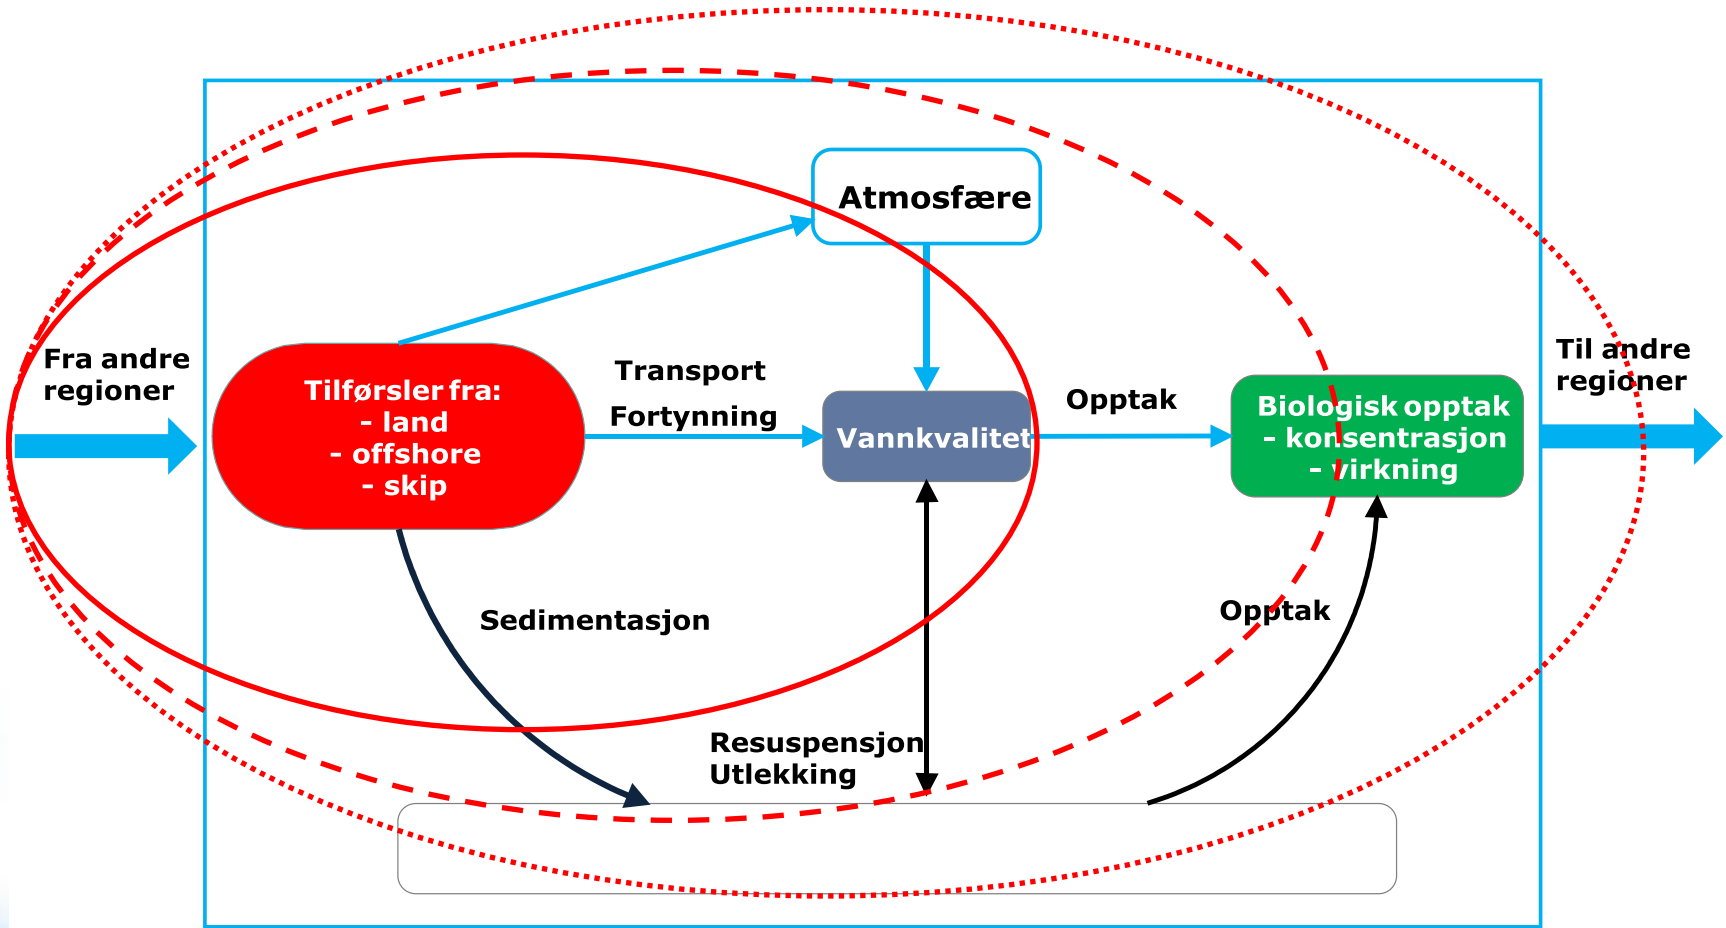 Atmosfære
Fra andre
regioner
Tilførsler fra:
– land
– offshore
– skip
Transport
Fortynning
Vannkvalitet
Opptak
Biologisk opptak
– konsentrasjon
– virkning
Til andre
regioner
Sedimentasjon
Opptak
Resuspensjon
Utlekking